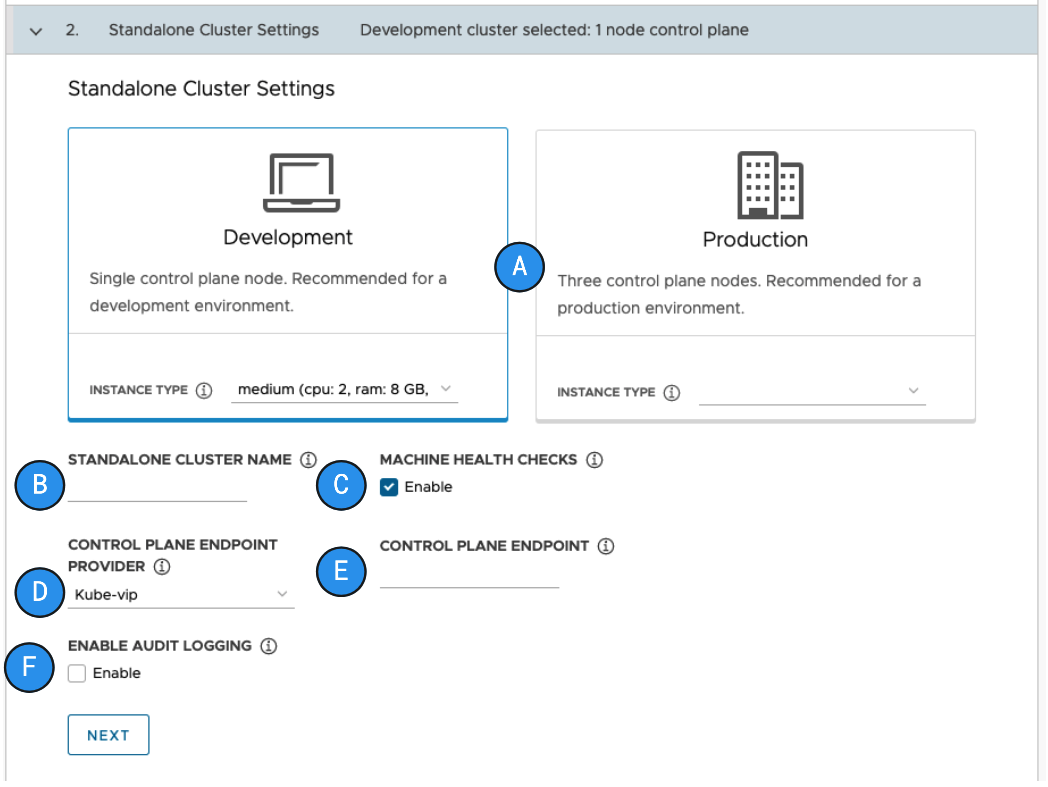 2. Standalone Cluster Settings Development cluster selected: 1 node control plane
Standalone Cluster Settings
Development
Single control plane node. Recommended for a
development environment.
INSTANCE TYPE medium (cpu: 2, ram: 8 GB,
A
Production
Three control plane nodes. Recommended for a
production environment.
INSTANCE TYPE
B
STANDALONE CLUSTER NAME
C
MACHINE HEALTH CHECKS
Enable
D
CONTROL PLANE ENDPOINT
PROVIDER
Kube-vip
E
CONTROL PLANE ENDPOINT
F
ENABLE AUDIT LOGGING
Enable
NEXT